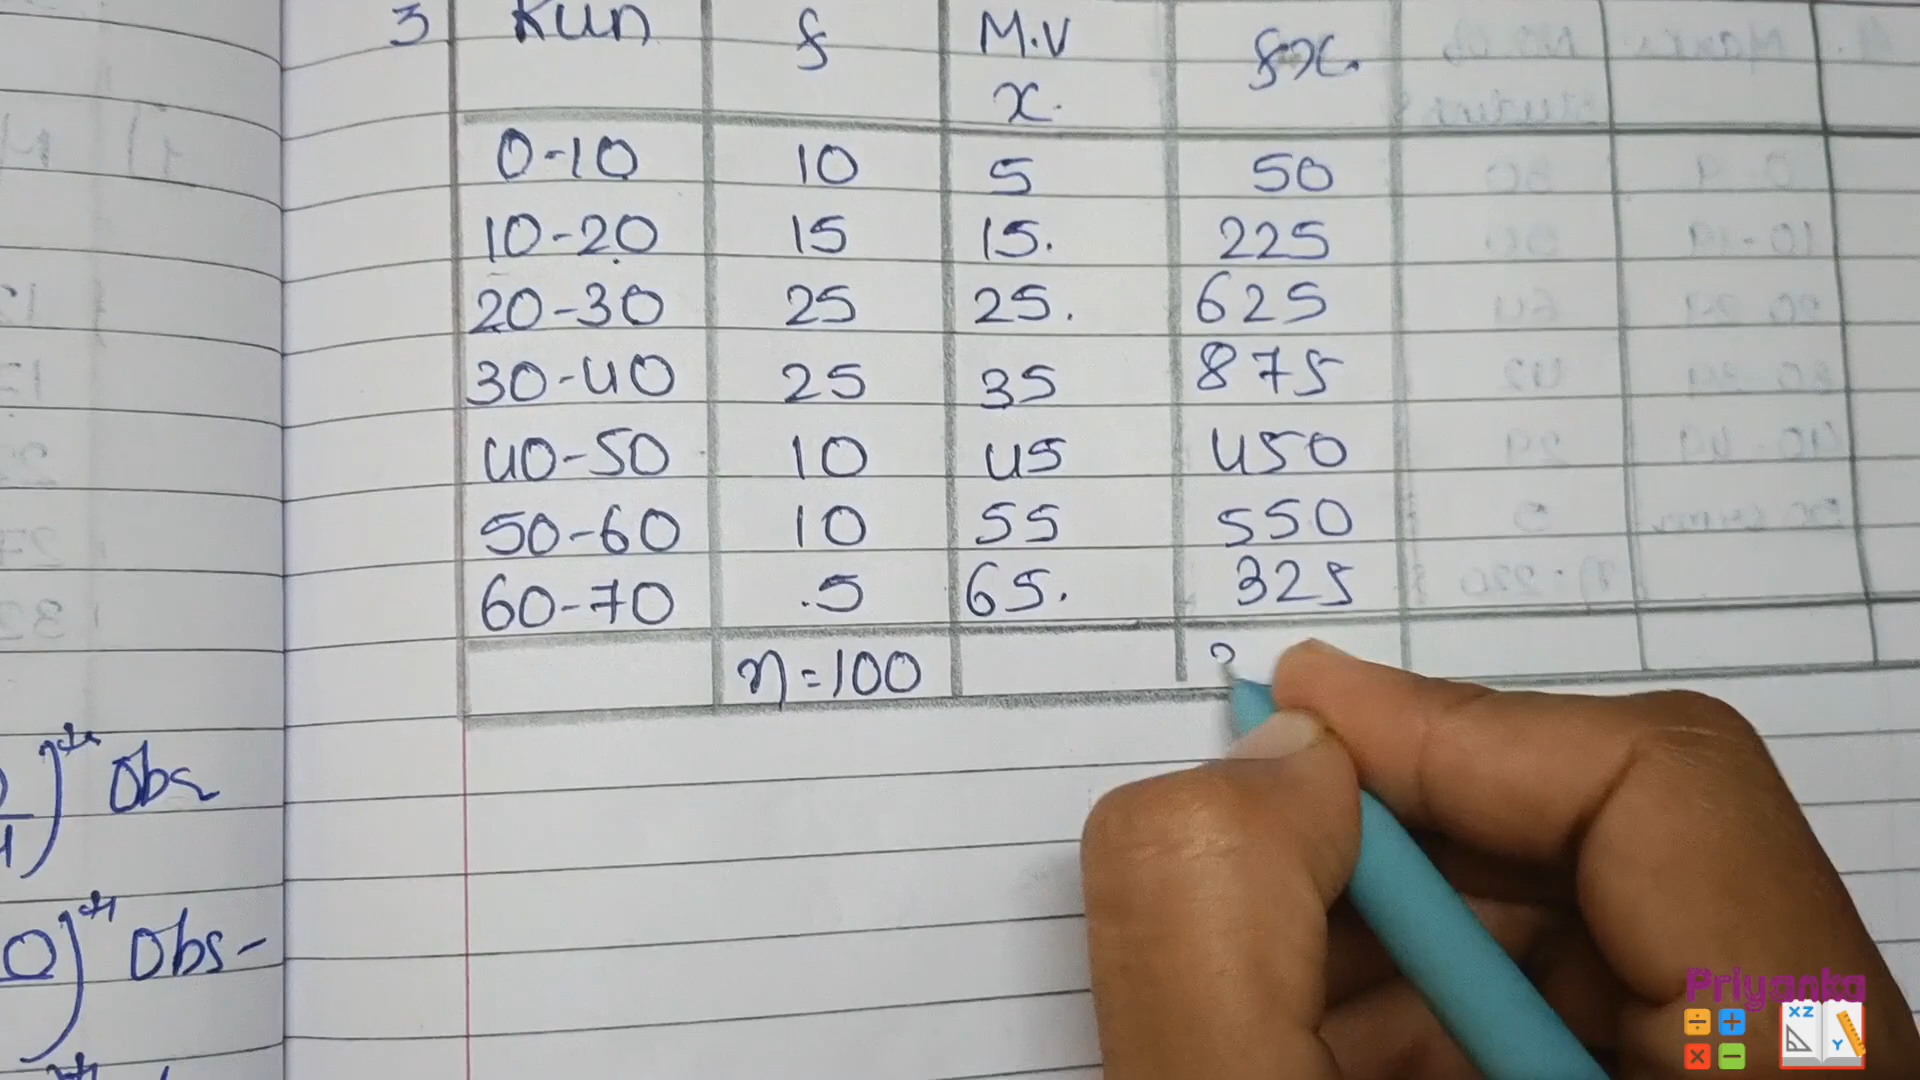 3 Run f M.V fx.
x.
0-10 10 5 50
10-20 15 15. 225
20-30 25 25. 625
30-40 25 35 875
40-50 10 45 450
50-60 10 55 550
60-70 .5 65. 325
n=100
Obs
Obs-
Priyanka
XZ
Y